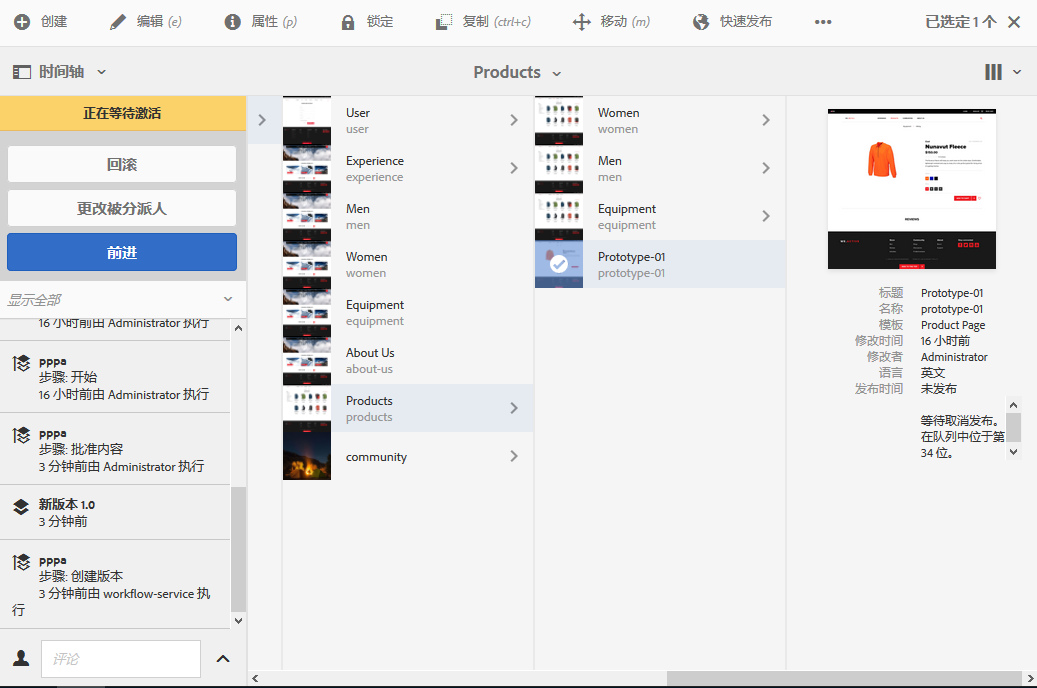 创建
编辑 (e)
属性 (p)
锁定
复制 (ctrl+c)
移动 (m)
快速发布
已选定 1 个
时间轴
Products
正在等待激活
回滚
更改被分派人
前进
显示全部
16 小时前由 Administrator 执行
pppa
步骤: 开始
16 小时前由 Administrator 执行
pppa
步骤: 批准内容
3 分钟前由 Administrator 执行
新版本 1.0
3 分钟前
pppa
步骤: 创建版本
3 分钟前由 workflow-service 执
行
评论
User
user
Experience
experience
Men
men
Women
women
Equipment
equipment
About Us
about-us
Products
products
community
Women
women
Men
men
Equipment
equipment
Prototype-01
prototype-01
Nunavut Fleece
REVIEWS
标题 Prototype-01
名称 prototype-01
模板 Product Page
修改时间 16 小时前
修改者 Administrator
语言 英文
发布时间 未发布
等待取消发布。
在队列中位于第
34 位。